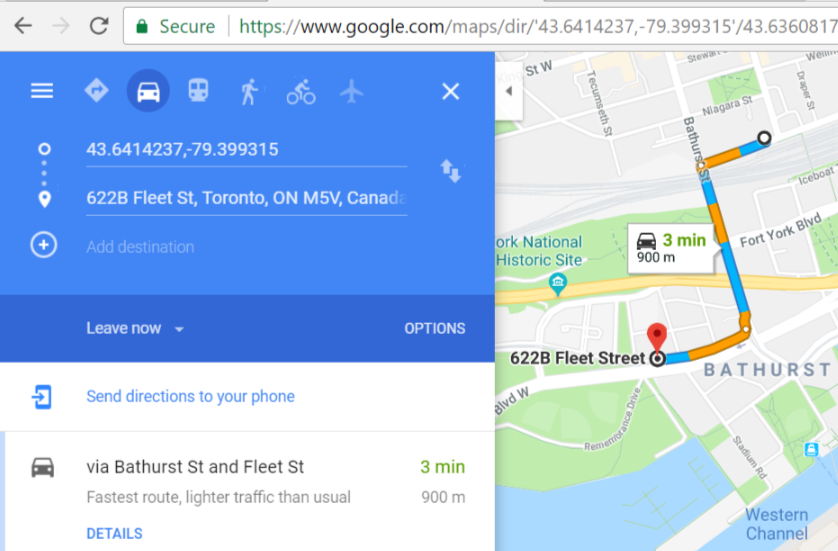 Secure
https://www.google.com/maps/dir/'43.6414237,-79.399315'/43.6360817
43.6414237,-79.399315
622B Fleet St, Toronto, ON M5V, Canada
Add destination
Leave now
OPTIONS
Send directions to your phone
via Bathurst St and Fleet St
3 min
Fastest route, lighter traffic than usual
900 m
DETAILS
St W
Stewart St
Tecumseth St
Niagara St
Draper St
Bathurst St
Iceboat
ork National
Historic Site
3 min
900 m
Fort York Blvd
622B Fleet Street
BATHURST
Blvd W
Remembrance Drive
Stadium Rd
Western
Channel